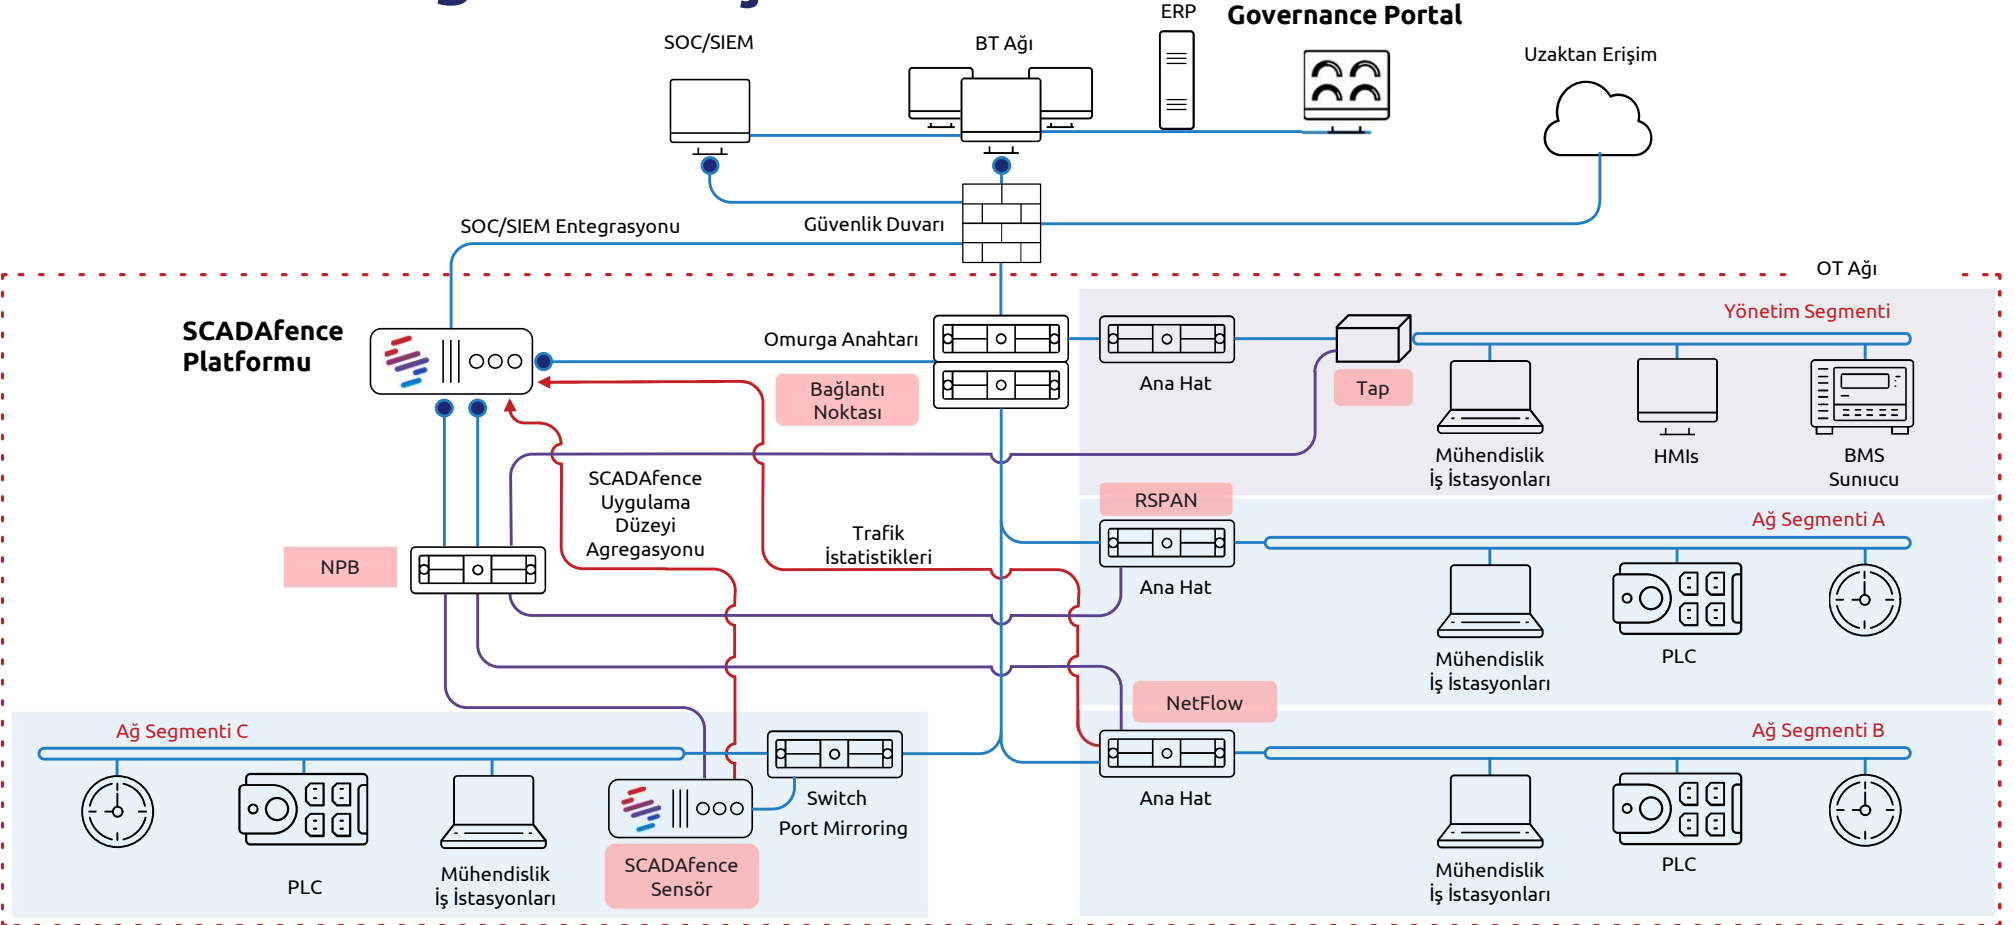 ERP
Governance Portal
SOC/SIEM
BT Ağı
Uzaktan Erişim
SOC/SIEM Entegrasyonu
Güvenlik Duvarı
OT Ağı
SCADAfence
Platformu
Omurga Anahtarı
Bağlantı
Noktası
Ana Hat
Tap
Yönetim Segmenti
Mühendislik
İş İstasyonları
HMIs
BMS
Sunıucu
SCADAfence
Uygulama
Düzeyi
Agregasyonu
Trafik
İstatistikleri
RSPAN
Ana Hat
Ağ Segmenti A
Mühendislik
İş İstasyonları
PLC
NPB
NetFlow
Ana Hat
Ağ Segmenti B
Mühendislik
İş İstasyonları
PLC
Ağ Segmenti C
PLC
Mühendislik
İş İstasyonları
SCADAfence
Sensör
Switch
Port Mirroring